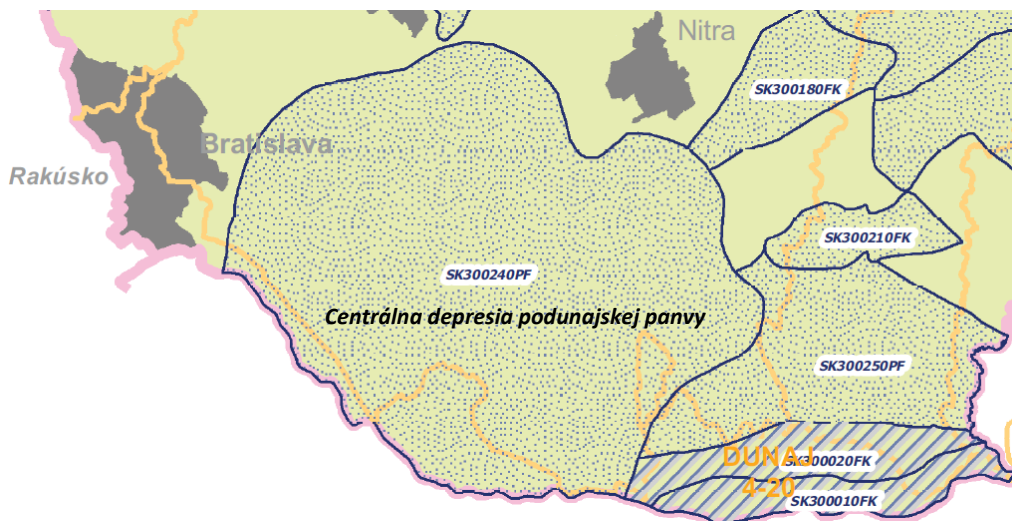 Nitra
SK300180FK
Bratislava
Rakúsko
SK300210FK
SK300240PF
Centrálna depresia podunajskej panvy
SK300250PF
DUNAJ
SK300020FK
4-20
SK300010FK